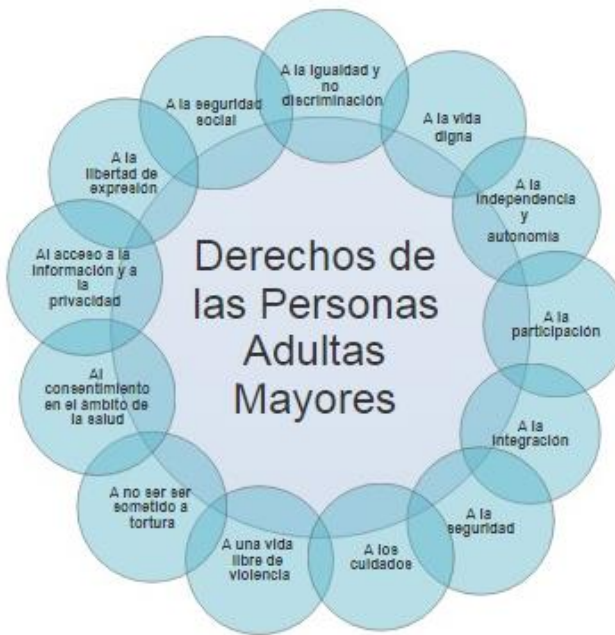 Derechos de
las Personas
Adultas
Mayores
A la igualdad y
no
discriminación
A la vida
digna
A la
independencia
y
autonomía
A la
participación
A la
integración
A la
seguridad
A los
cuidados
A una vida
libre de
violencia
A no ser ser
sometido a
tortura
Al
consentimiento
en el ámbito de
la salud
Al acceso a la
información y a
la
privacidad
A la
libertad de
expresión
A la seguridad
social